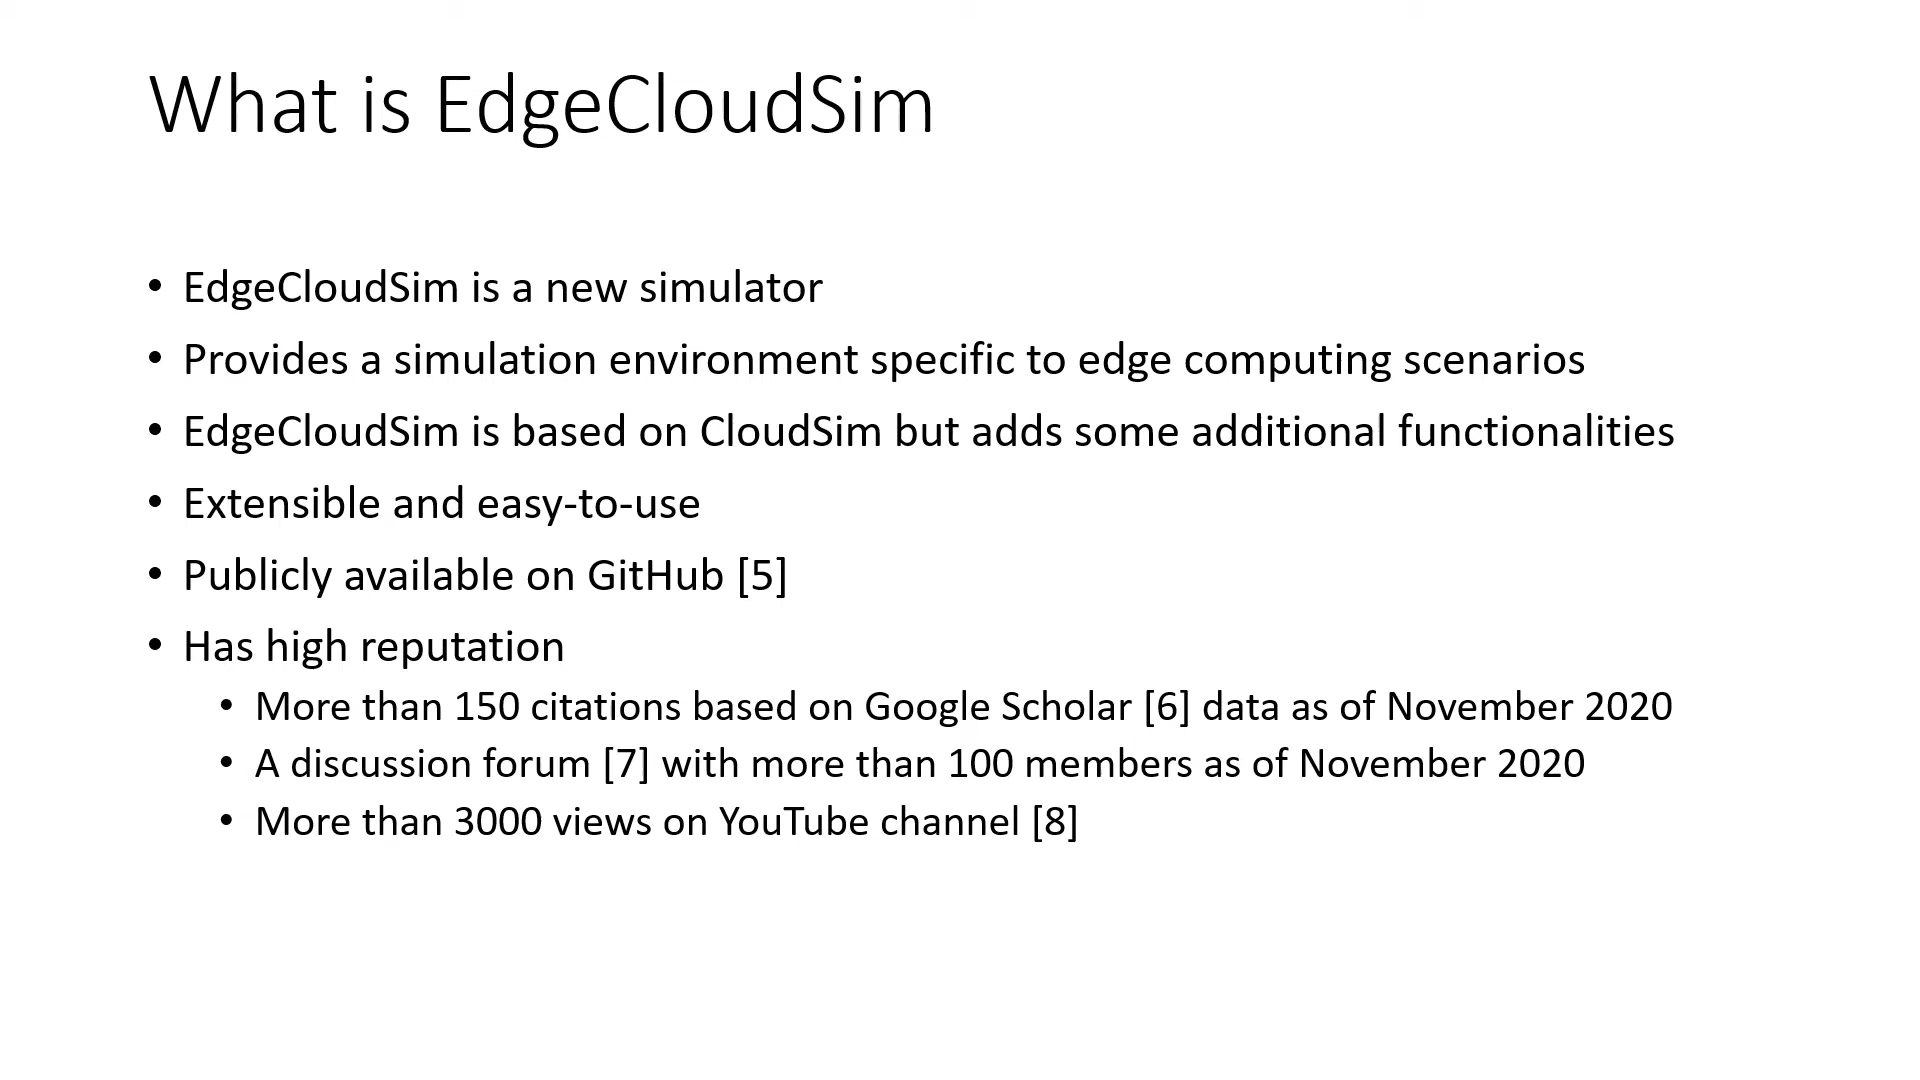 What is EdgeCloudSim
• EdgeCloudSim is a new simulator
• Provides a simulation environment specific to edge computing scenarios
• EdgeCloudSim is based on CloudSim but adds some additional functionalities
• Extensible and easy-to-use
• Publicly available on GitHub [5]
• Has high reputation
• More than 150 citations based on Google Scholar [6] data as of November 2020
• A discussion forum [7] with more than 100 members as of November 2020
• More than 3000 views on YouTube channel [8]